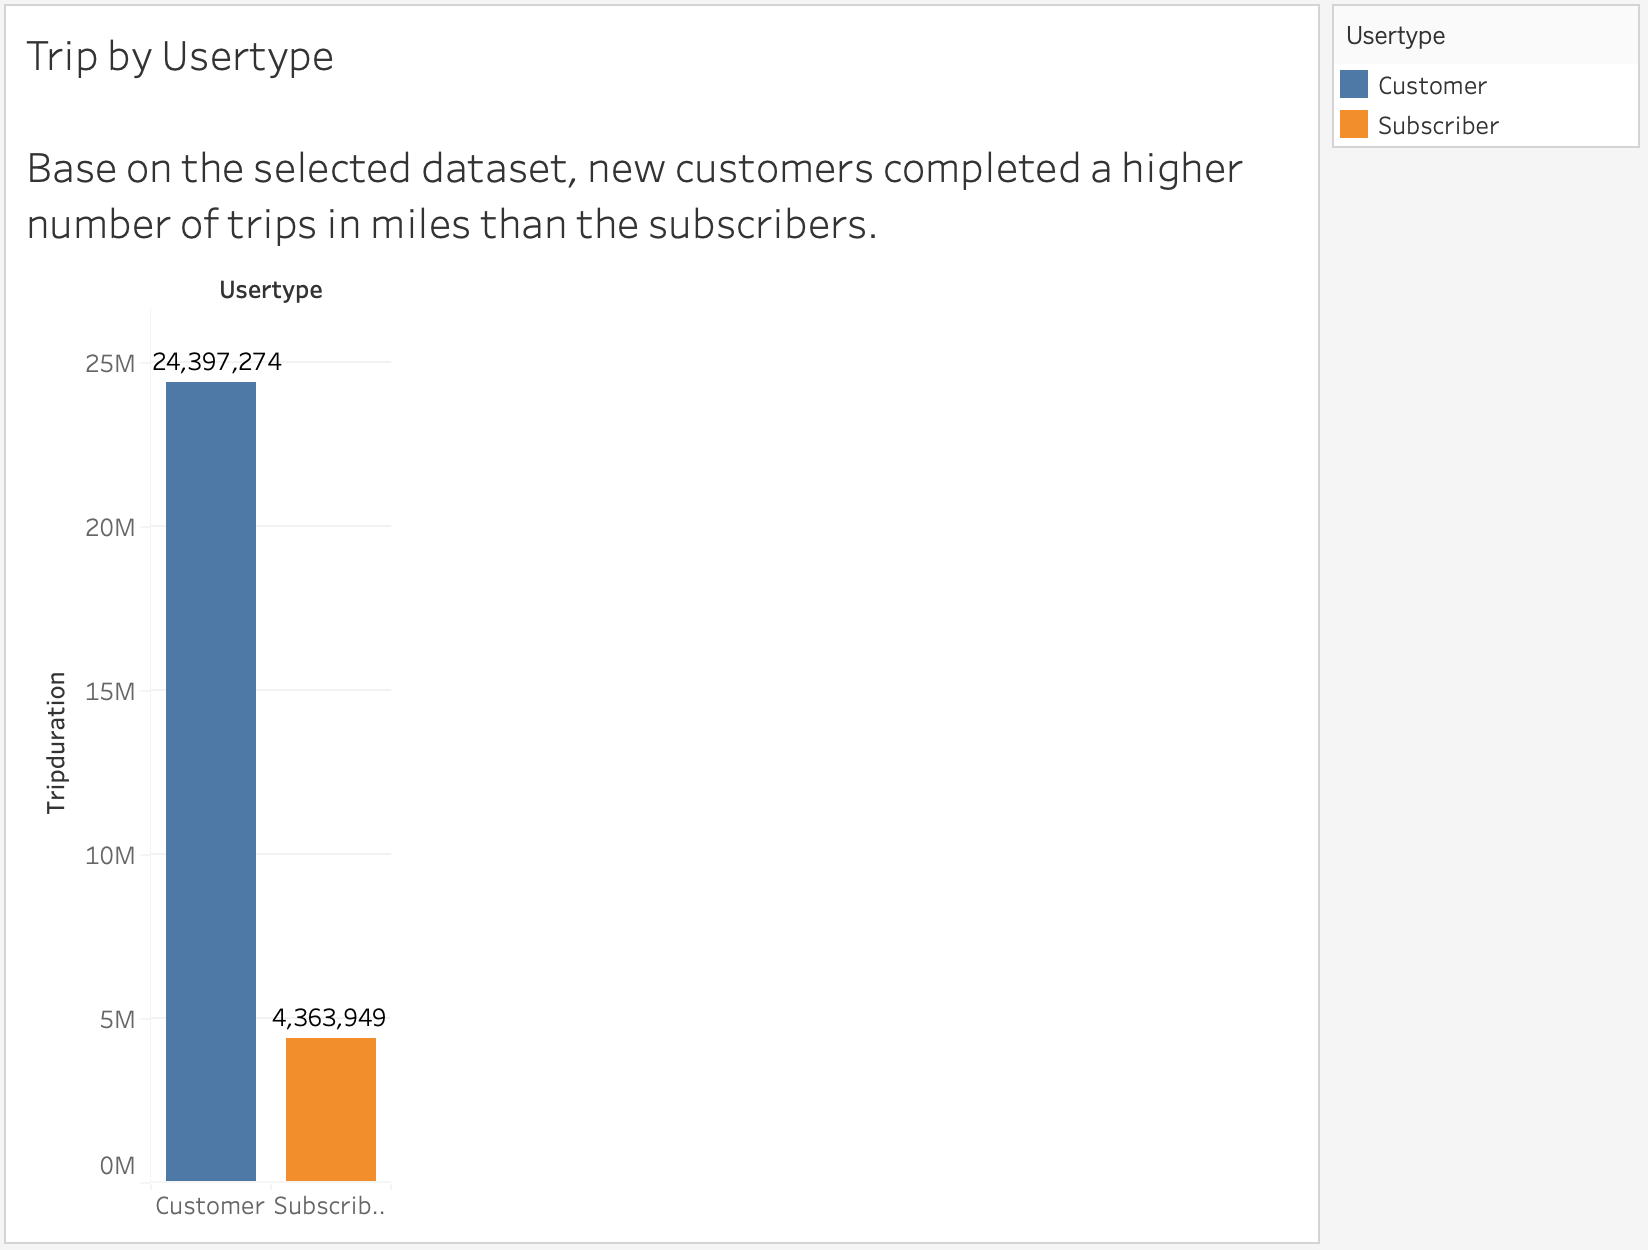 Trip by Usertype
Base on the selected dataset, new customers completed a higher
number of trips in miles than the subscribers.
Usertype
25M
24,397,274
20M
15M
10M
5M
4,363,949
0M
Tripduration
Customer
Subscrib..
Usertype
Customer
Subscriber